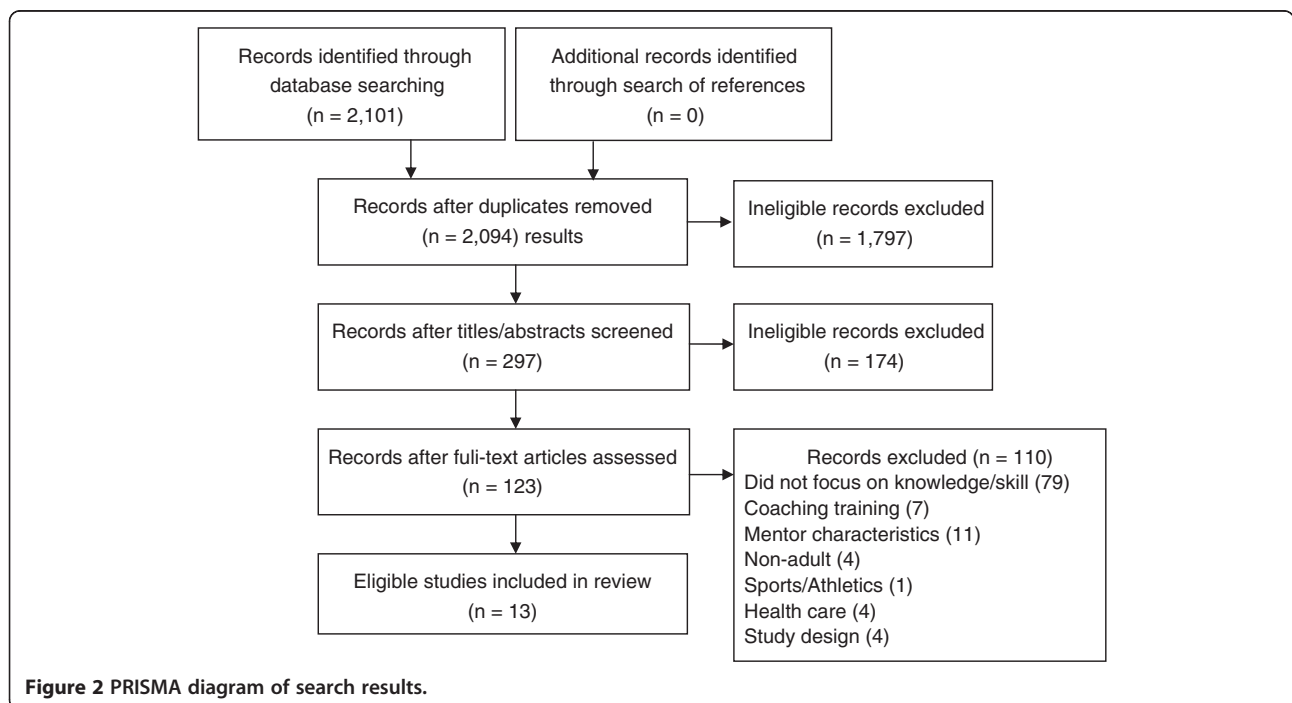 Records identified through
database searching
(n = 2,101)
Additional records identified
through search of references
(n = 0)
Records after duplicates removed
(n = 2,094) results
Ineligible records excluded
(n = 1,797)
Records after titles/abstracts screened
(n = 297)
Ineligible records excluded
(n = 174)
Records after fuli-text articles assessed
(n = 123)
Records excluded (n = 110)
Did not focus on knowledge/skill (79)
Coaching training (7)
Mentor characteristics (11)
Non-adult (4)
Sports/Athletics (1)
Health care (4)
Study design (4)
Eligible studies included in review
(n = 13)
Figure 2 PRISMA diagram of search results.